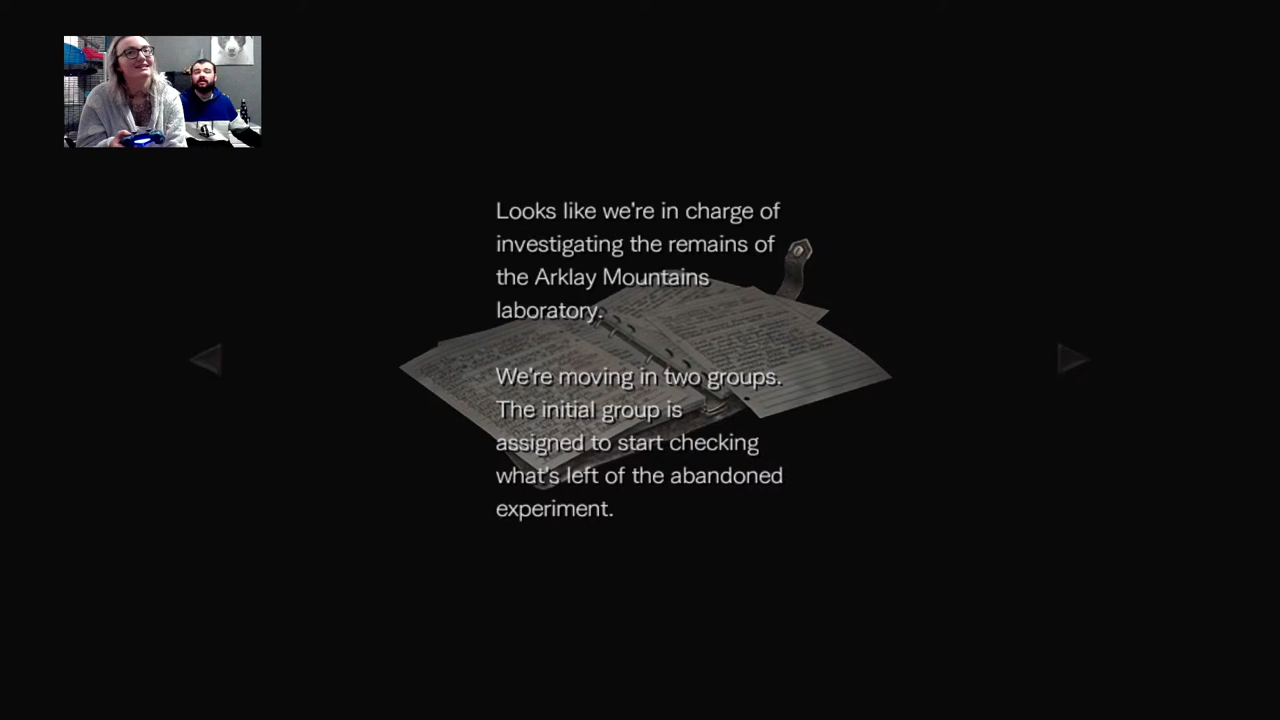 Looks like we're in charge of
investigating the remains of
the Arklay Mountains
laboratory.
We're moving in two groups.
The initial group is
assigned to start checking
what's left of the abandoned
experiment.